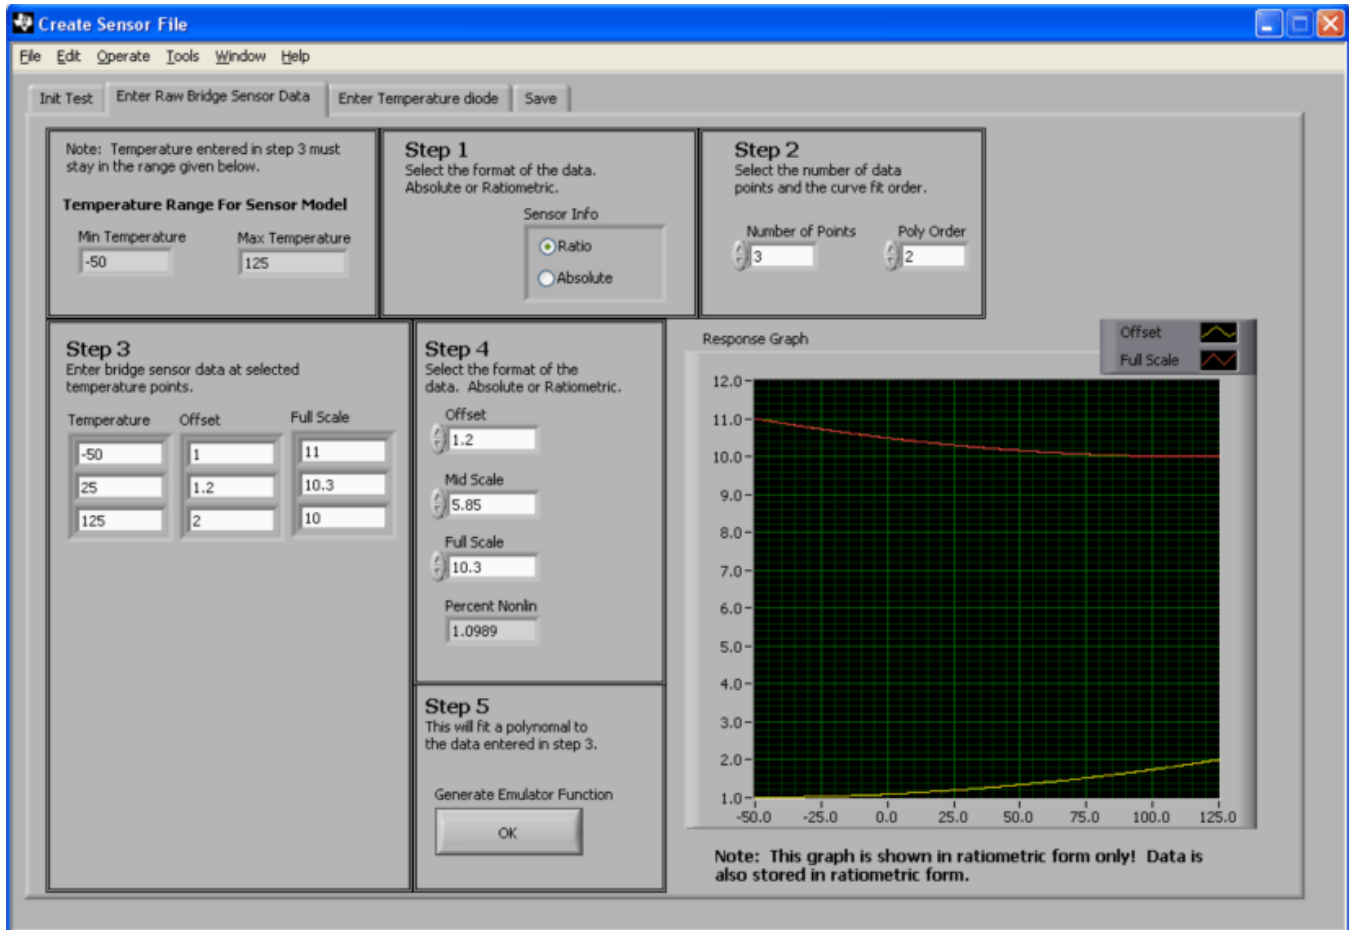 Create Sensor File
File Edit Operate Tools Window Help
Init Test
Enter Raw Bridge Sensor Data
Enter Temperature diode
Save
Note: Temperature entered in step 3 must
stay in the range given below.
Temperature Range For Sensor Model
Min Temperature
-50
Max Temperature
125
Step 1
Select the format of the data.
Absolute or Ratiometric.
Sensor Info
Ratio
Absolute
Step 2
Select the number of data
points and the curve fit order.
Number of Points
3
Poly Order
2
Step 3
Enter bridge sensor data at selected
temperature points.
Temperature Offset Full Scale
-50 1 11
25 1.2 10.3
125 2 10
Step 4
Select the format of the
data. Absolute or Ratiometric.
Offset
1.2
Mid Scale
5.85
Full Scale
10.3
Percent Nonlin
1.0989
Step 5
This will fit a polynomal to
the data entered in step 3.
Generate Emulator Function
OK
Response Graph
Offset
Full Scale
12.0
11.0
10.0
9.0
8.0
7.0
6.0
5.0
4.0
3.0
2.0
1.0
-50.0 -25.0 0.0 25.0 50.0 75.0 100.0 125.0
Note: This graph is shown in ratiometric form only! Data is
also stored in ratiometric form.